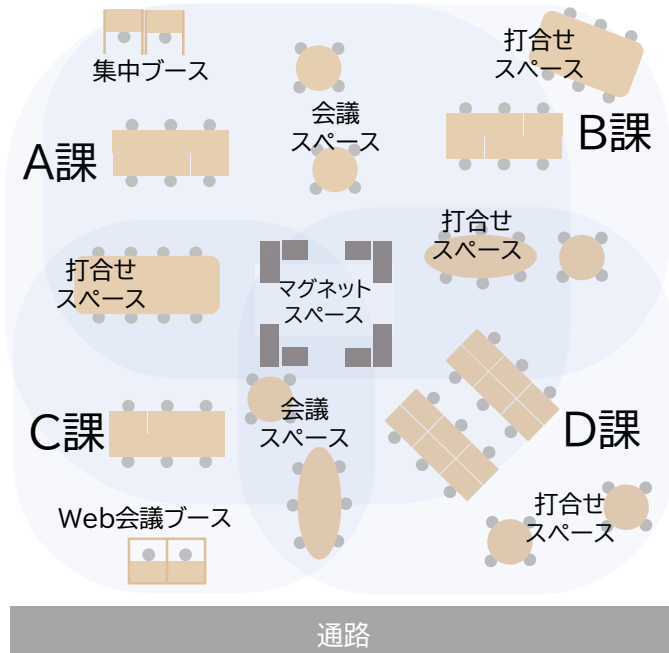 集中ブース
打合せ
スペース
会議
スペース
A課
B課
打合せ
スペース
打合せ
スペース
マグネット
スペース
会議
スペース
C課
D課
Web会議ブース
打合せ
スペース
通路